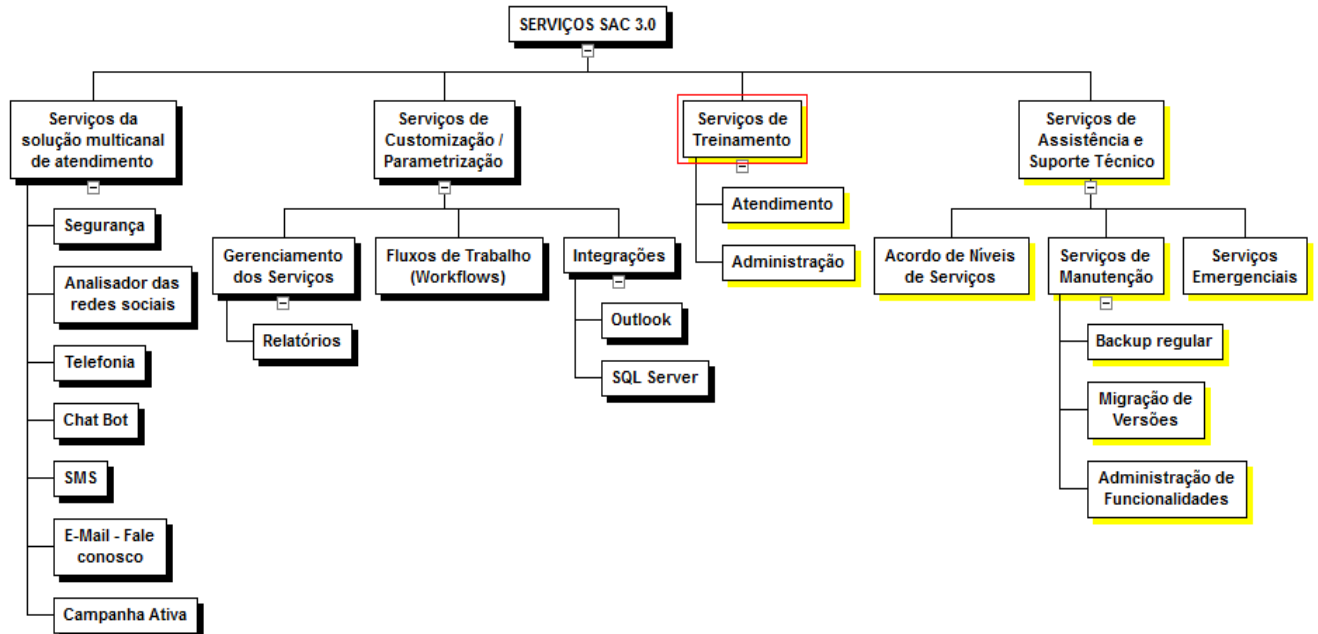 SERVIÇOS SAC 3.0
Serviços da
solução multicanal
de atendimento
Segurança
Analisador das
redes sociais
Telefonia
Chat Bot
SMS
E-Mail - Fale
conosco
Campanha Ativa
Serviços de
Customização /
Parametrização
Gerenciamento
dos Serviços
Relatórios
Fluxos de Trabalho
(Workflows)
Integrações
Outlook
SQL Server
Serviços de
Treinamento
Atendimento
Administração
Serviços de
Assistência e
Suporte Técnico
Acordo de Níveis
de Serviços
Serviços de
Manutenção
Backup regular
Migração de
Versões
Administração de
Funcionalidades
Serviços
Emergenciais